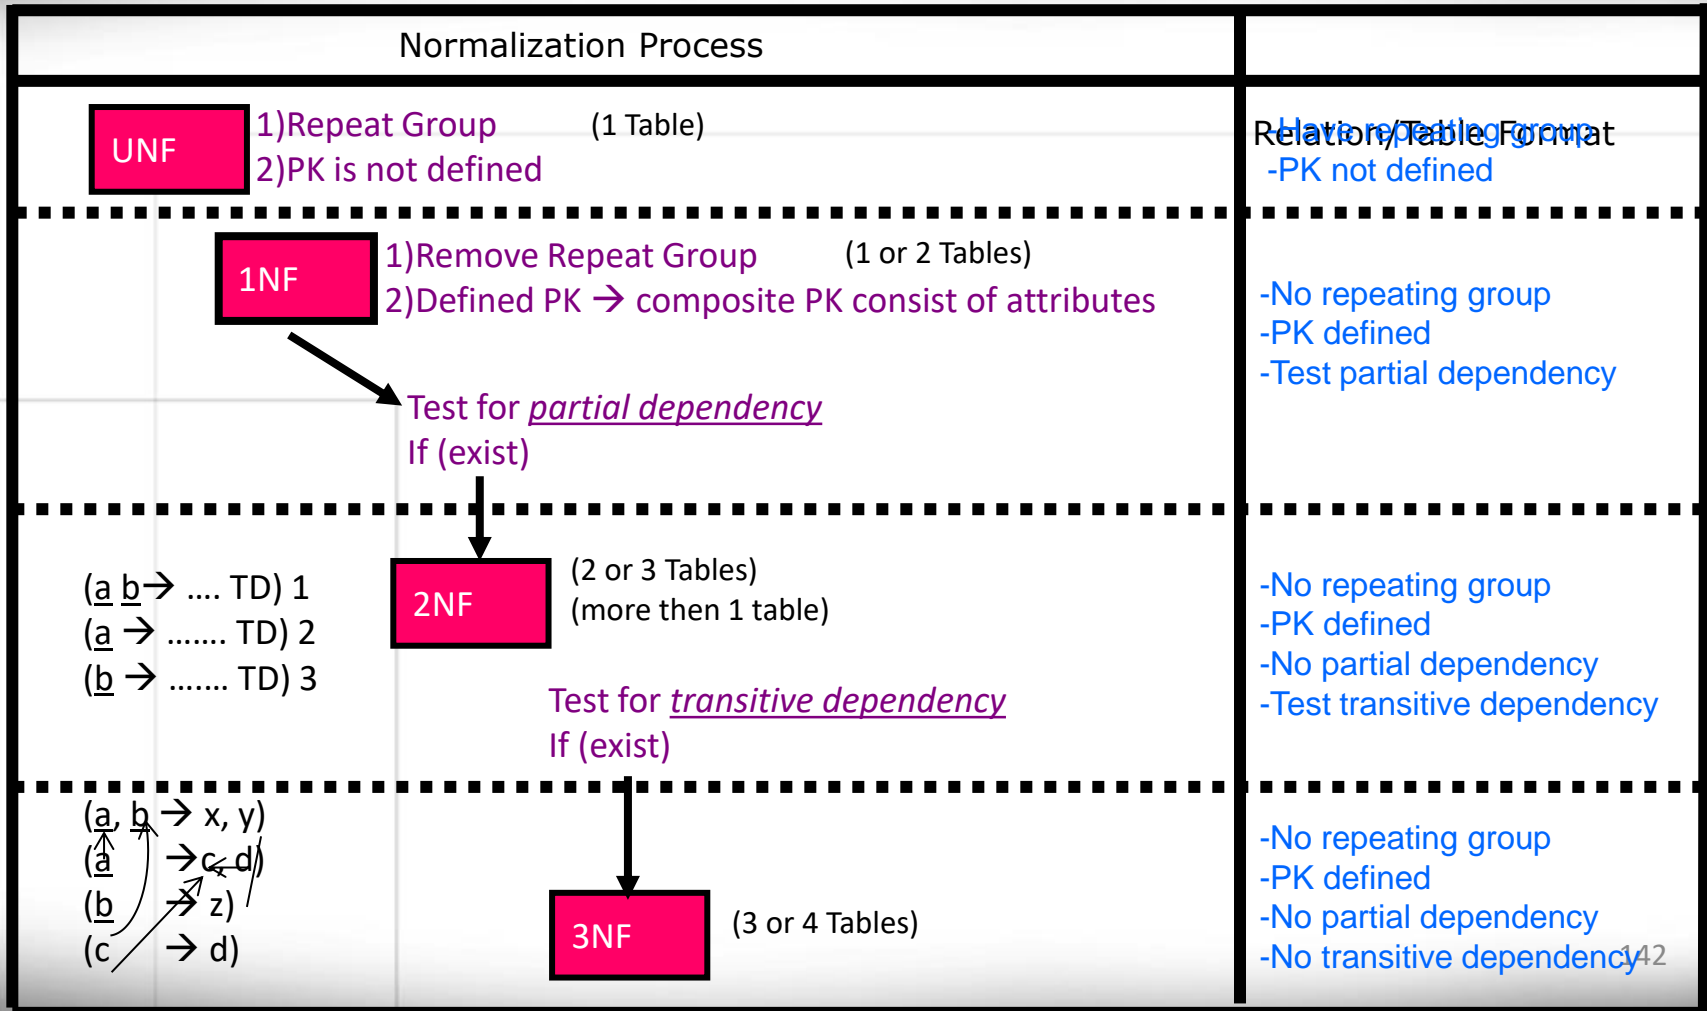 Normalization Process
UNF
1)Repeat Group (1 Table)
2)PK is not defined
Relation/Table Format
-Have repeating group
-PK not defined
1NF
1)Remove Repeat Group (1 or 2 Tables)
2)Defined PK → composite PK consist of attributes
-No repeating group
-PK defined
-Test partial dependency
Test for partial dependency
If (exist)
(a b→ .... TD) 1
(a → ....... TD) 2
(b → ....... TD) 3
2NF
(2 or 3 Tables)
(more then 1 table)
-No repeating group
-PK defined
-No partial dependency
-Test transitive dependency
Test for transitive dependency
If (exist)
(a, b → x, y)
(a → c, d)
(b → z)
(c → d)
3NF
(3 or 4 Tables)
-No repeating group
-PK defined
-No partial dependency
-No transitive dependency
142